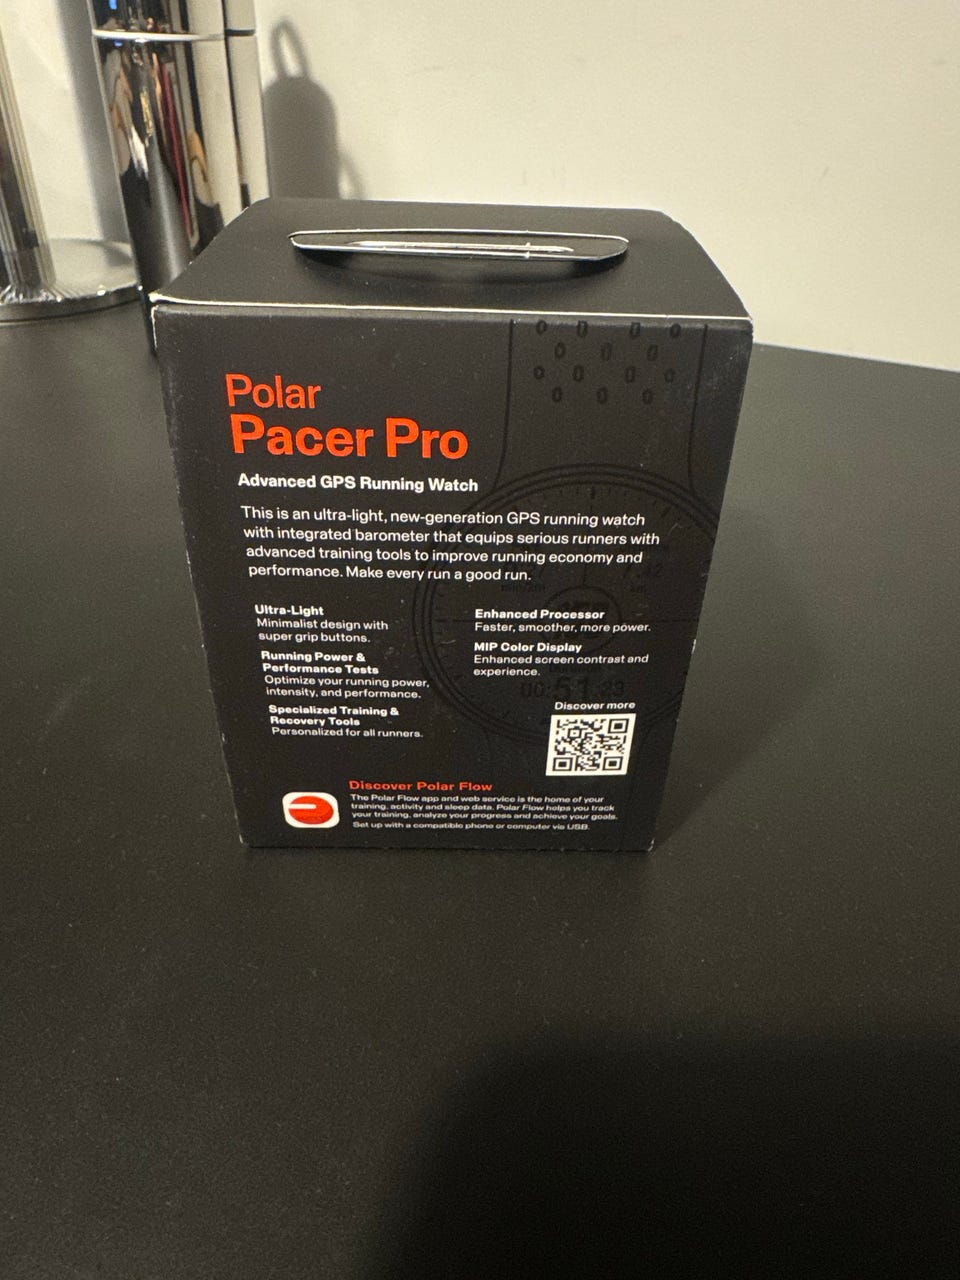 Polar
Pacer Pro
Advanced GPS Running Watch
This is an ultra-light, new-generation GPS running watch
with integrated barometer that equips serious runners with
advanced training tools to improve running economy and
performance. Make every run a good run.
Ultra-Light
Minimalist design with
super grip buttons.
Running Power &
Performance Tests
Optimize your running power,
intensity, and performance.
Specialized Training &
Recovery Tools
Personalized for all runners.
Enhanced Processor
Faster, smoother, more power.
MIP Color Display
Enhanced screen contrast and
experience.
00:51:23
Discover more
Discover Polar Flow
The Polar Flow app and web service is the home of your
training, activity and sleep data. Polar Flow helps you track
your training, analyze your progress and achieve your goals.
Set up with a compatible phone or computer via USB.